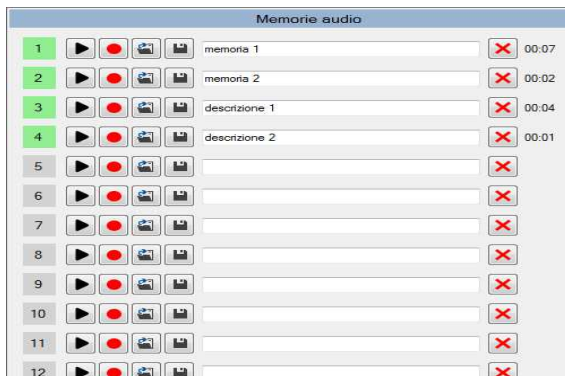 Memorie audio
1 memoria 1 00:07
2 memoria 2 00:02
3 descrizione 1 00:04
4 descrizione 2 00:01
5
6
7
8
9
10
11
12